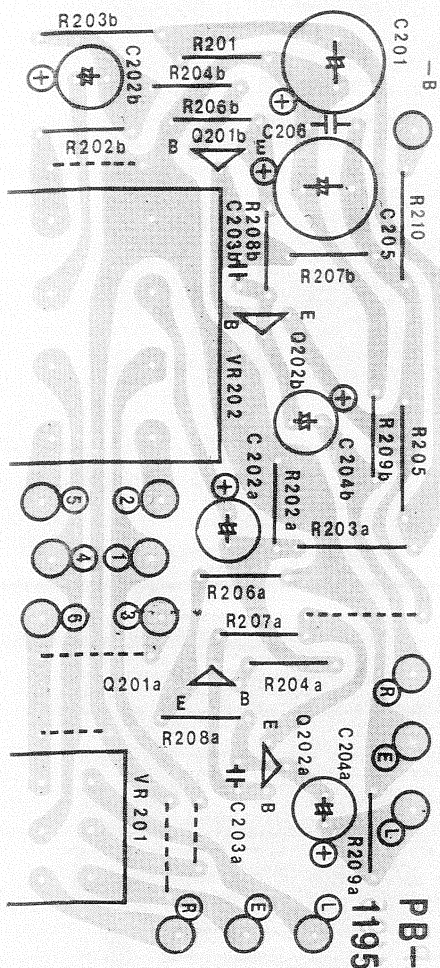 R203b
C202b
R201
R204b
R206b
Q201b
B
E
C201
–B
C206
R202b
R210
C205
R208b
C203b
R207b
E
B
Q202b
VR202
R205
R209b
C204b
C202a
R202a
R203a
R206a
R207a
5
2
4
1
6
3
Q201a
E
B
R204a
R208a
E
B
Q202a
C204a
C203a
R209a
VR201
R
E
L
R
E
L
PB–
1195